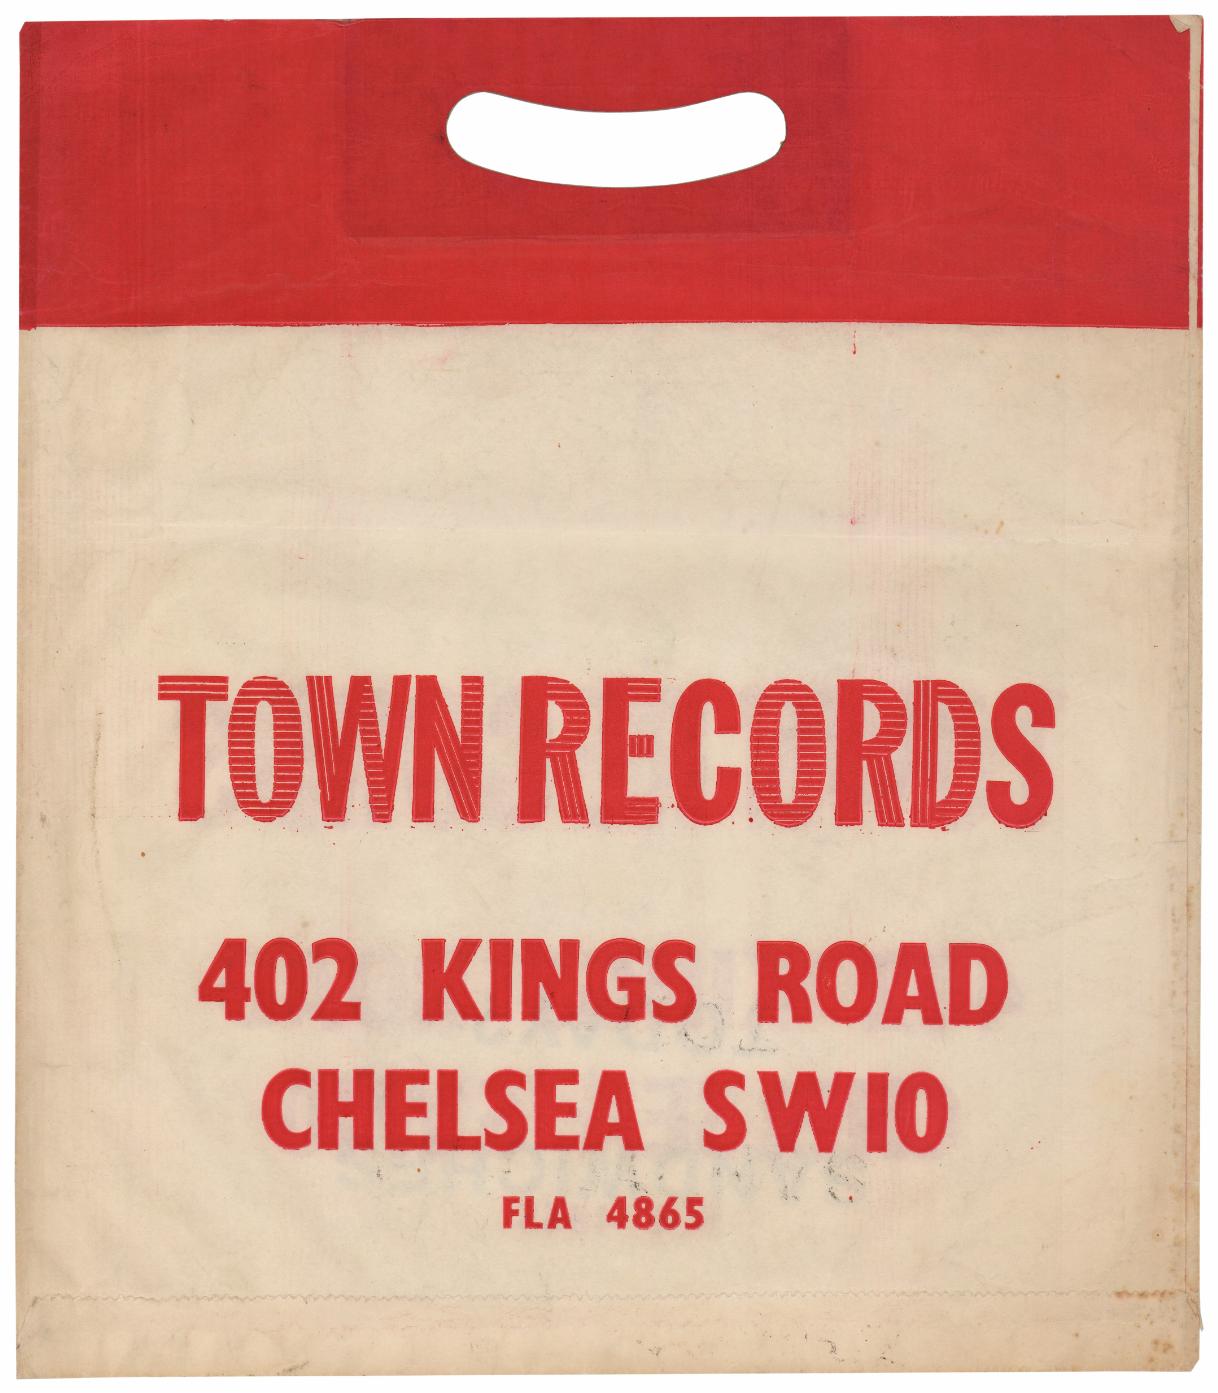 TOWN RECORDS
402 KINGS ROAD
CHELSEA SW10
FLA 4865